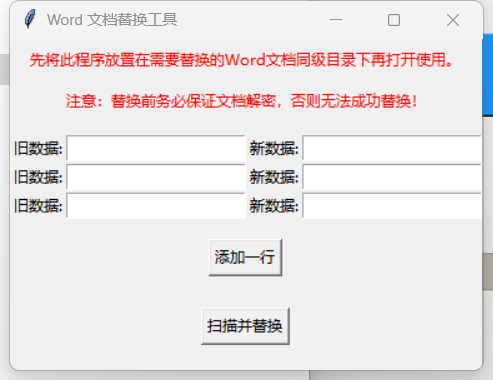 Word 文档替换工具
先将此程序放置在需要替换的Word文档同级目录下再打开使用。
注意：替换前务必保证文档解密，否则无法成功替换！
旧数据: 新数据:
旧数据: 新数据:
旧数据: 新数据:
添加一行
扫描并替换